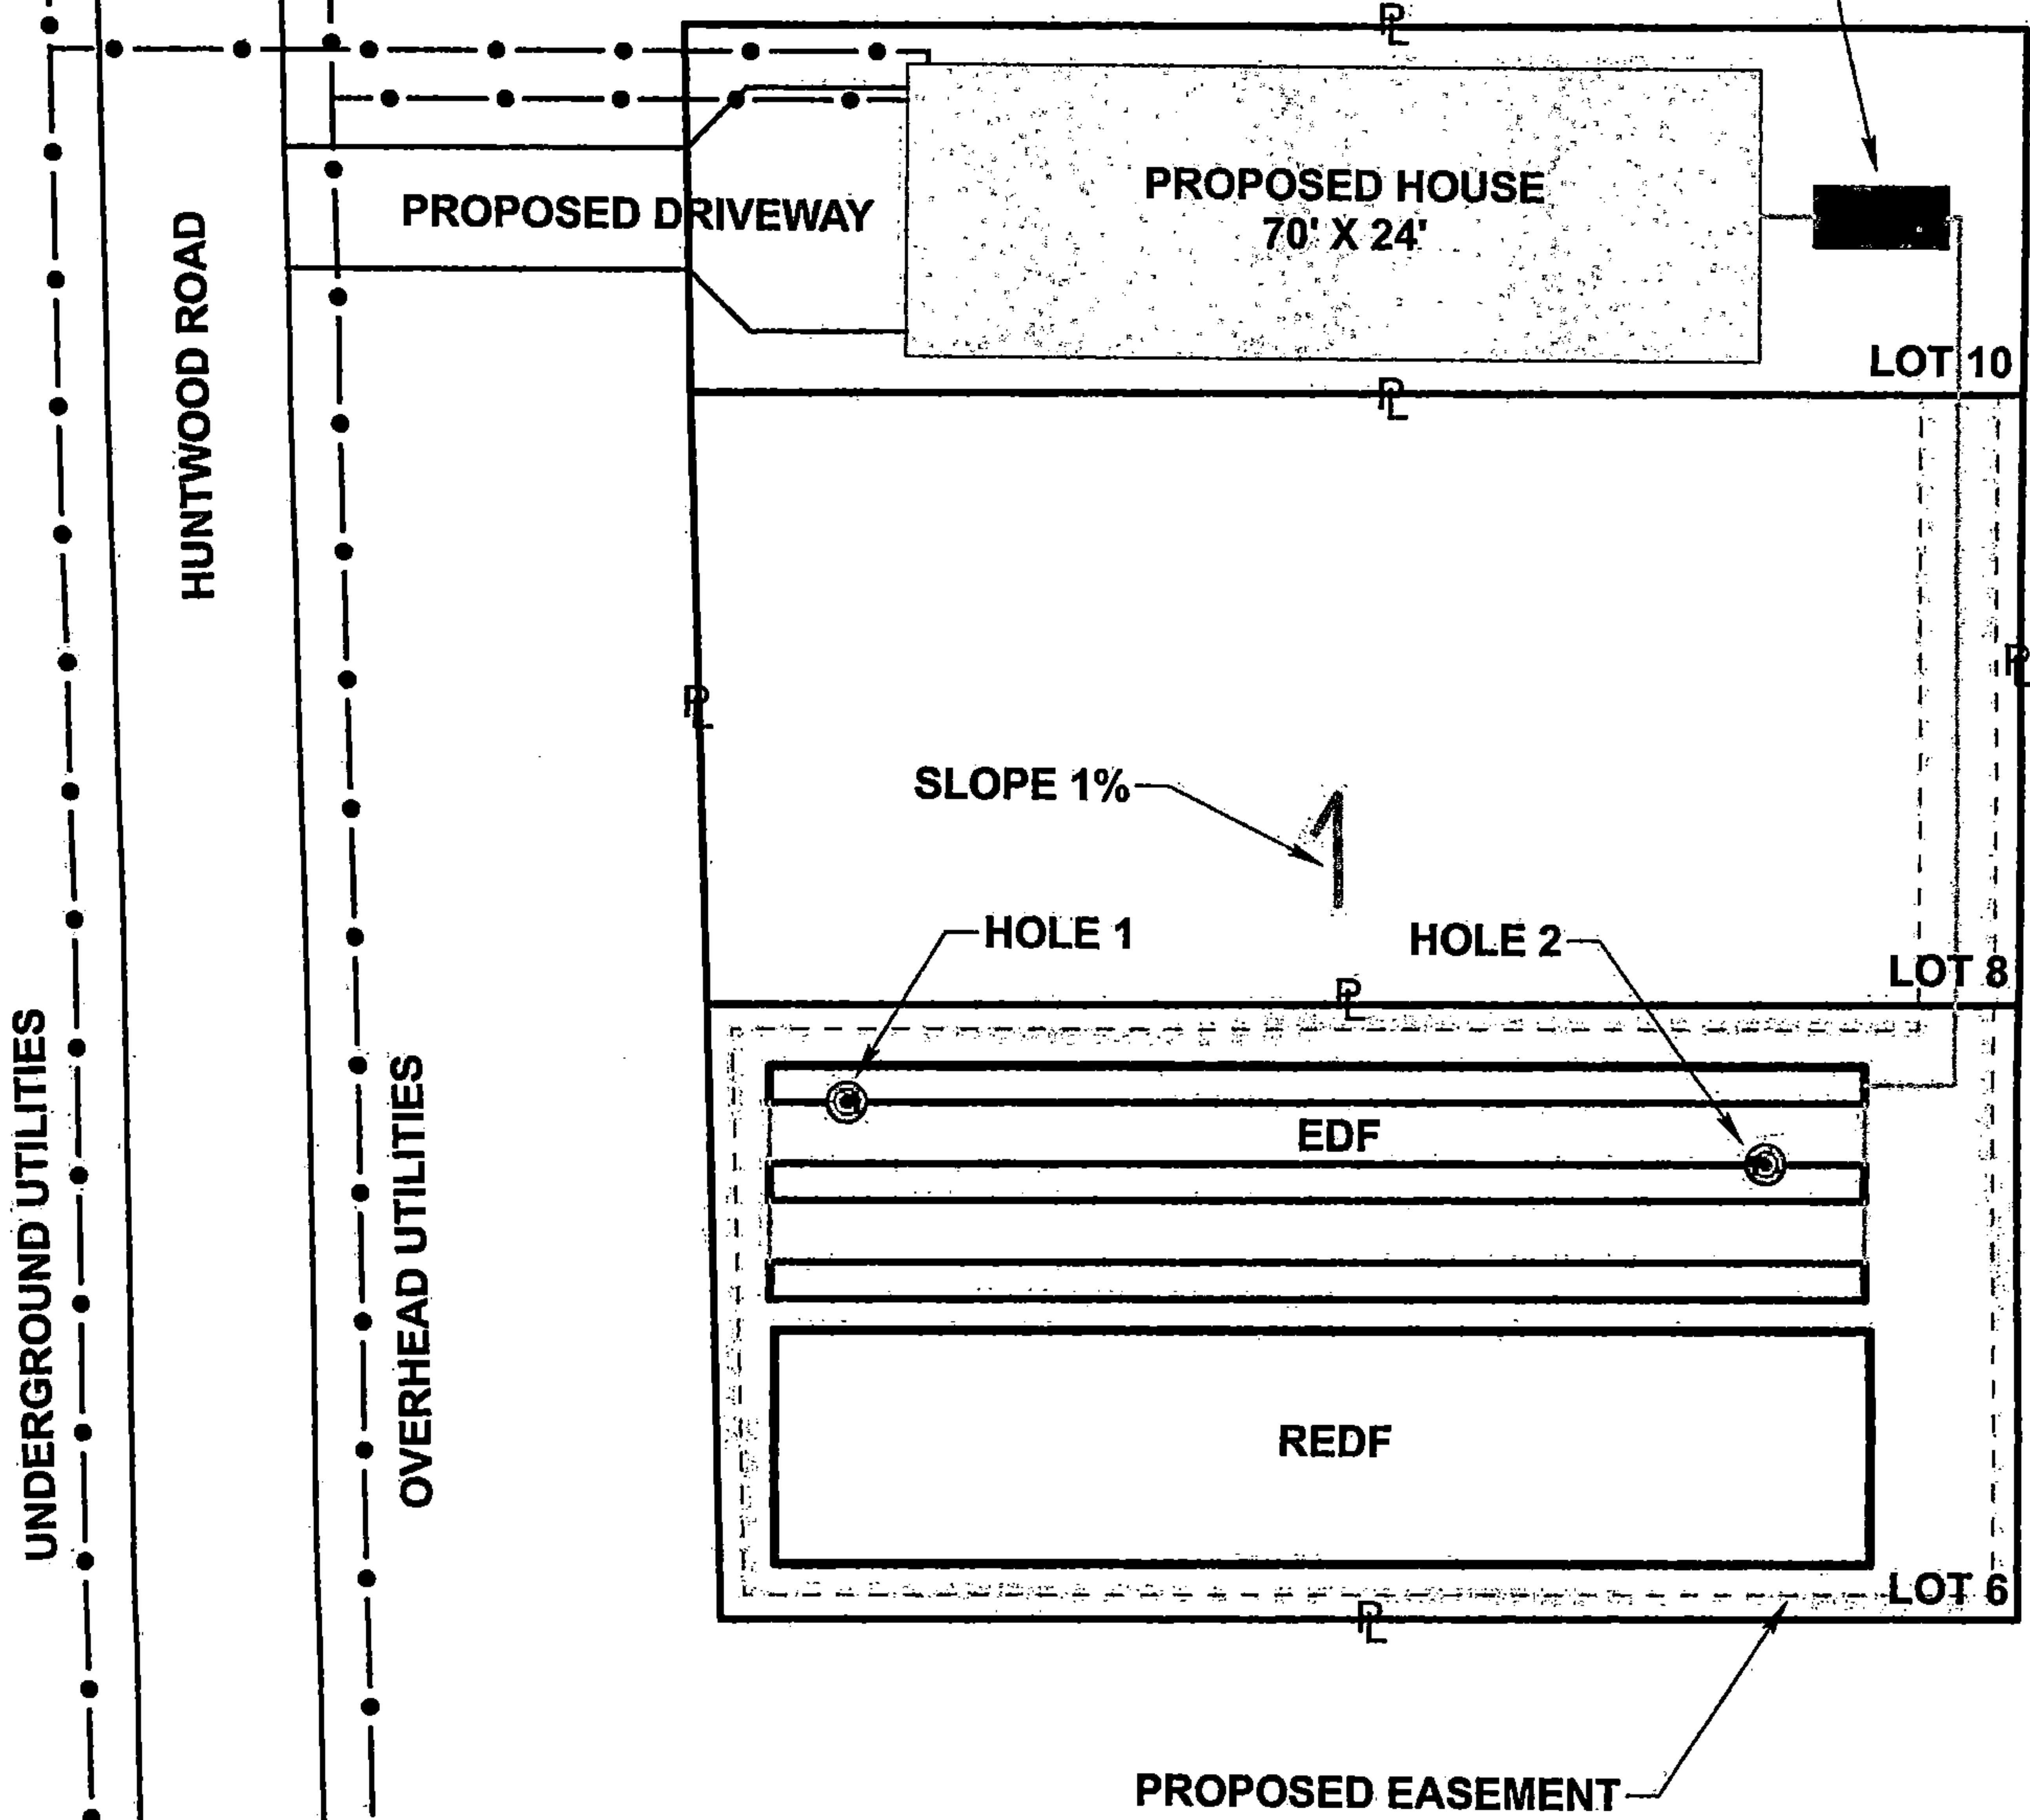 PL
PROPOSED HOUSE
70' X 24'
PROPOSED DRIVEWAY
HUNTWOOD ROAD
LOT 10
PL
PL
PL
SLOPE 1%
HOLE 1
HOLE 2
LOT 8
PL
UNDERGROUND UTILITIES
OVERHEAD UTILITIES
EDF
REDF
LOT 6
PL
PROPOSED EASEMENT